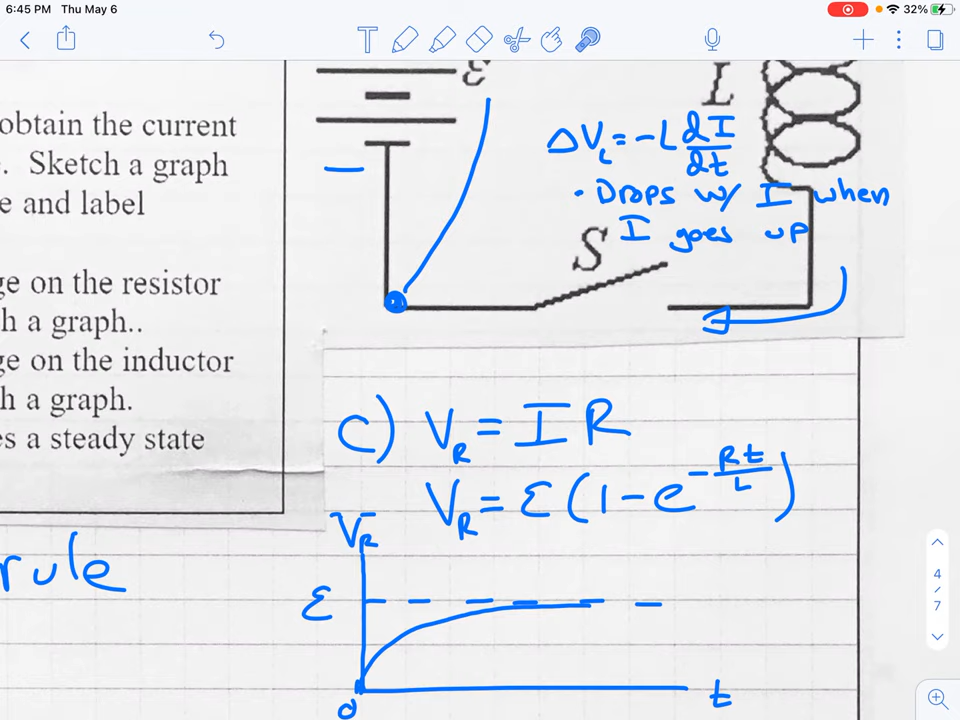 6:45 PM Thu May 6
32%
T
obtain the current
. Sketch a graph
e and label
ge on the resistor
h a graph..
ge on the inductor
h a graph.
es a steady state
ε
L
ΔV_L = -L dI/dt
· Drops w/ I when
I goes up
S
C) V_R = IR
V_R = ε(1-e^{-Rt/L})
rule
V_R
ε
0
t
4
/
7